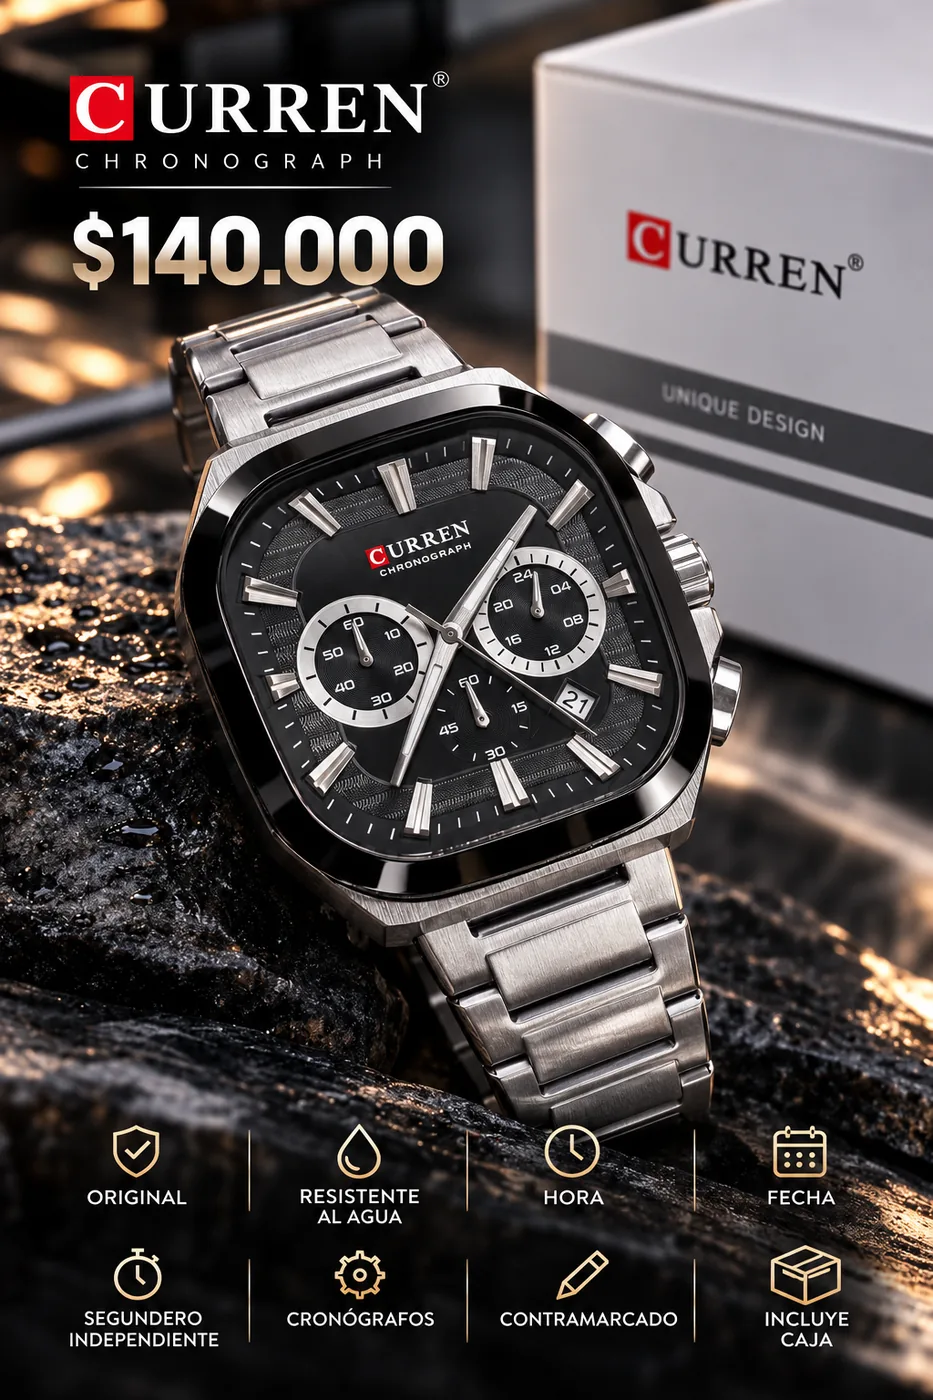 CURREN®
CHRONOGRAPH
$140.000
CURREN®
UNIQUE DESIGN
CURREN
CHRONOGRAPH
60
10
20
30
40
50
24
04
08
12
16
20
60
15
30
45
21
ORIGINAL
RESISTENTE
AL AGUA
HORA
FECHA
SEGUNDERO
INDEPENDIENTE
CRONÓGRAFOS
CONTRAMARCADO
INCLUYE
CAJA